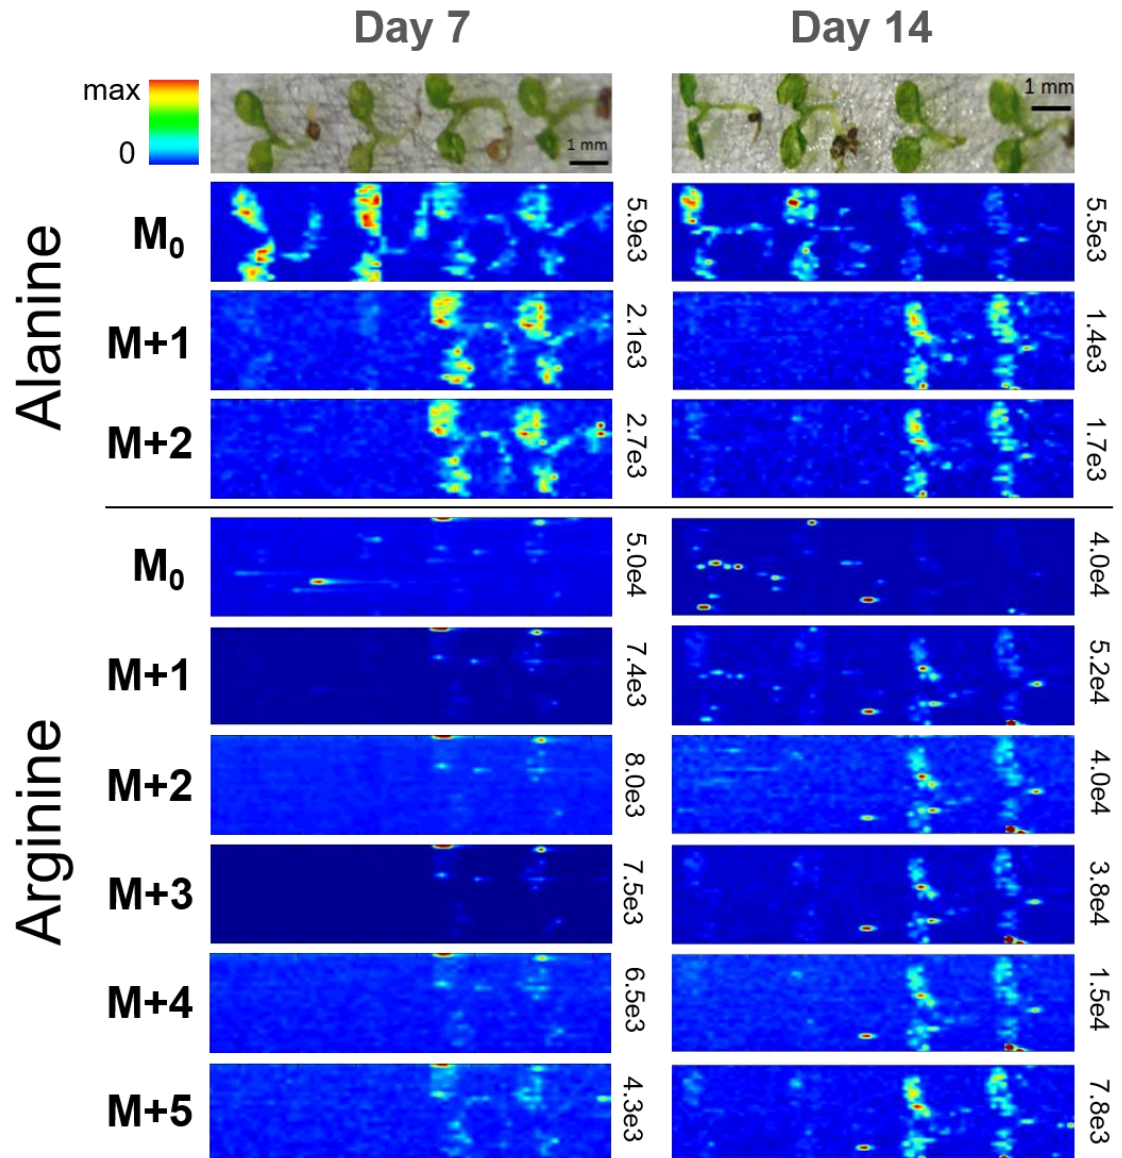 Day 7
Day 14
max
0
1 mm
1 mm
Alanine
M0
5.9e3
5.5e3
M+1
2.1e3
1.4e3
M+2
2.7e3
1.7e3
Arginine
M0
5.0e4
4.0e4
M+1
7.4e3
5.2e4
M+2
8.0e3
4.0e4
M+3
7.5e3
3.8e4
M+4
6.5e3
1.5e4
M+5
4.3e3
7.8e3